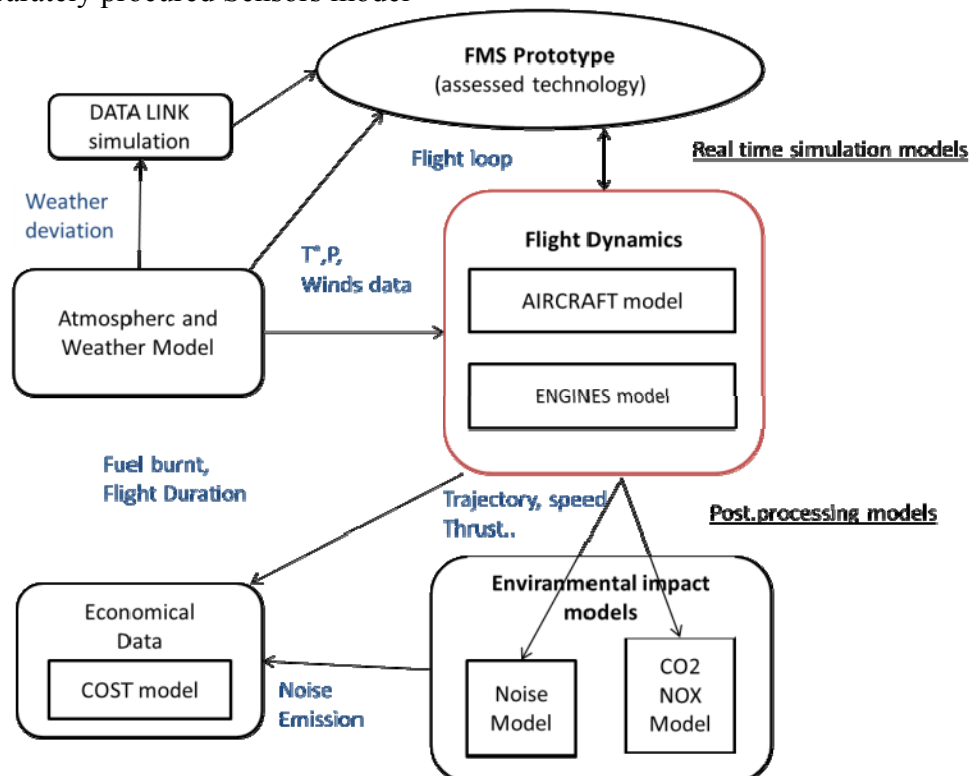 Sensors model
FMS Prototype
(assessed technology)
DATA LINK
simulation
Flight loop
Real time simulation models
Weather
deviation
T°,P,
Winds data
Flight Dynamics
AIRCRAFT model
Atmospherc and
Weather Model
ENGINES model
Fuel burnt,
Flight Duration
Trajectory, speed
Thrust..
Post.processing models
Enviranmental impact
models
Economical
Data
COST model
Noise
Emission
Noise
Model
CO2
NOX
Model